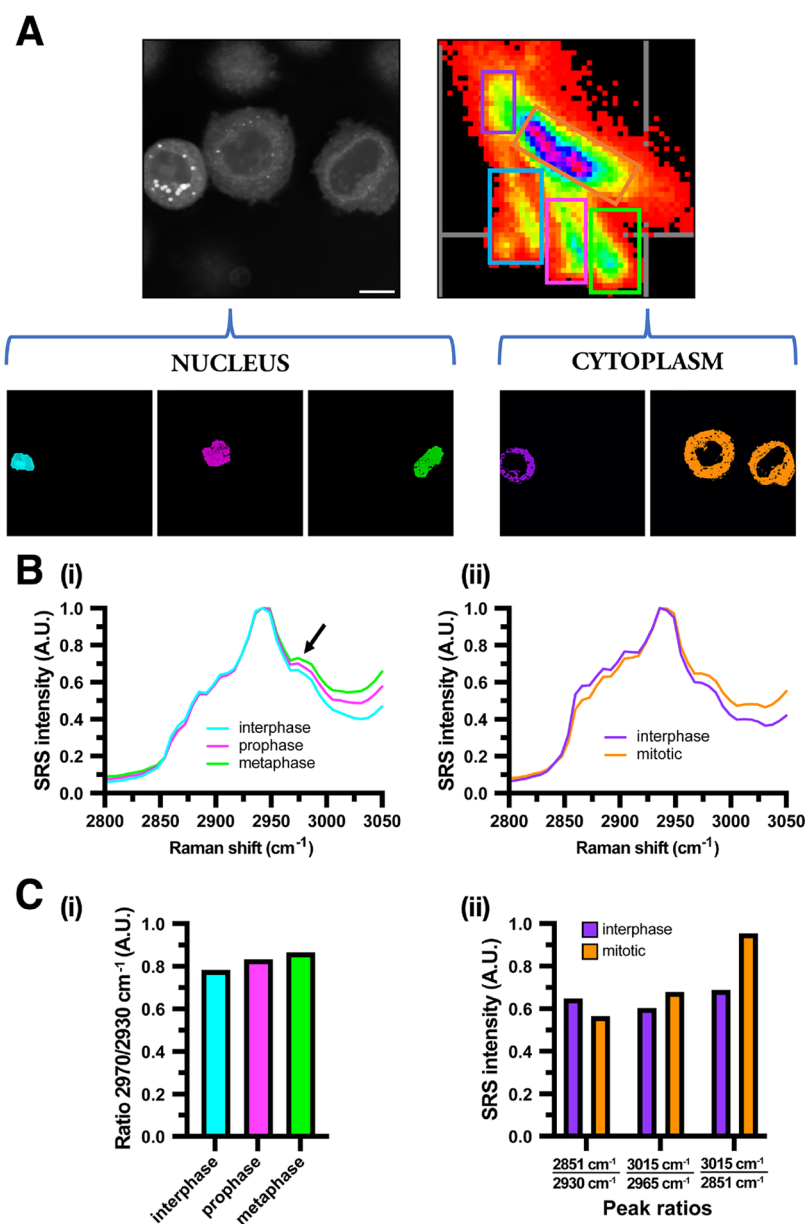 A
NUCLEUS
CYTOPLASM
B
(i)
(ii)
SRS intensity (A.U.)
1.0
0.8
0.6
0.4
0.2
0.0
interphase
prophase
metaphase
2800
2850
2900
2950
3000
3050
Raman shift (cm⁻¹)
SRS intensity (A.U.)
1.0
0.8
0.6
0.4
0.2
0.0
interphase
mitotic
2800
2850
2900
2950
3000
3050
Raman shift (cm⁻¹)
C
(i)
(ii)
Ratio 2970/2930 cm⁻¹ (A.U.)
1.0
0.8
0.6
0.4
0.2
0.0
interphase
prophase
metaphase
SRS intensity (A.U.)
1.0
0.8
0.6
0.4
0.2
0.0
interphase
mitotic
2851 cm⁻¹
2930 cm⁻¹
3015 cm⁻¹
2965 cm⁻¹
3015 cm⁻¹
2851 cm⁻¹
Peak ratios